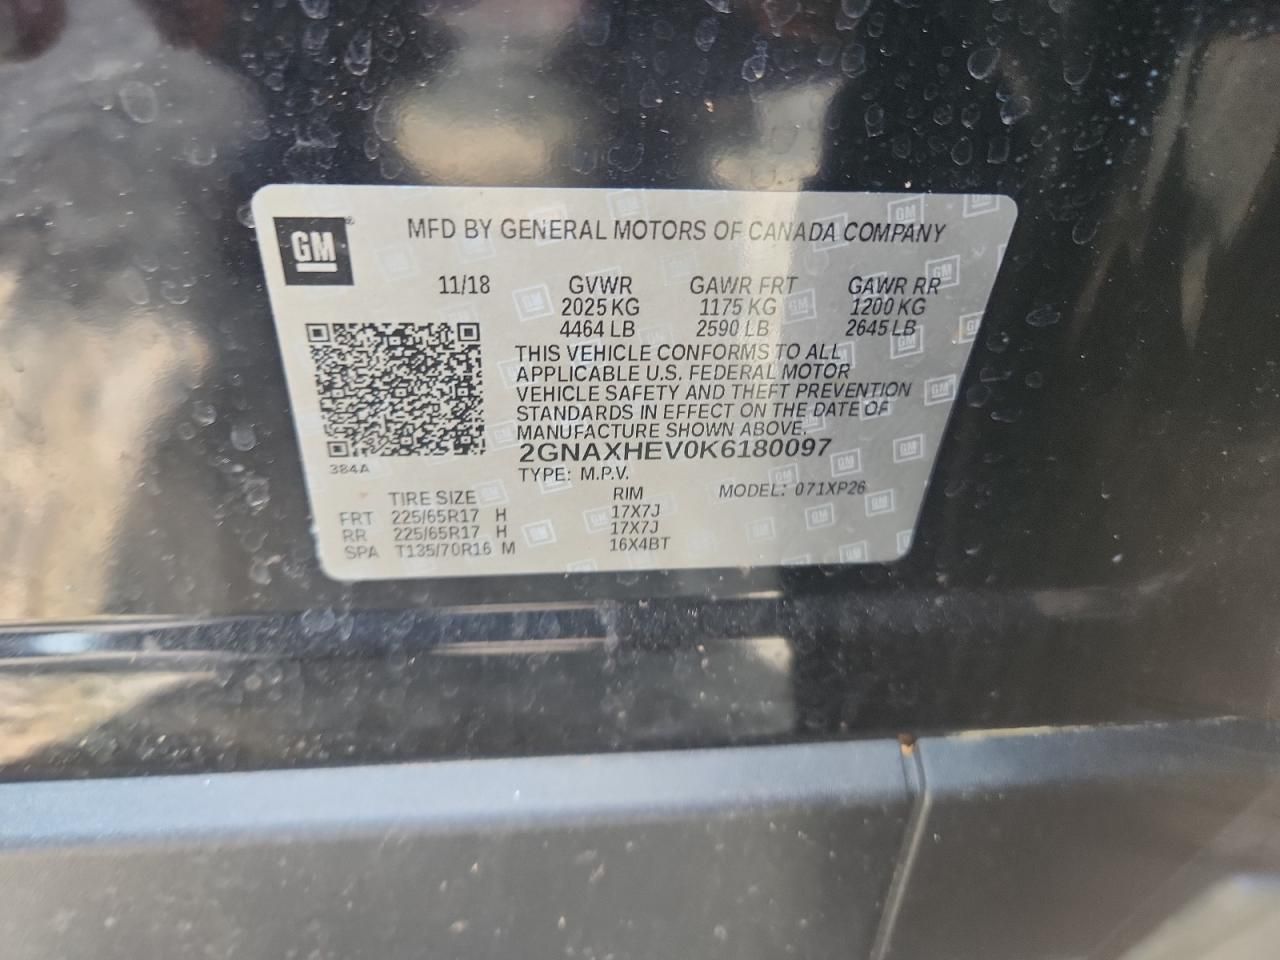 GM
MFD BY GENERAL MOTORS OF CANADA COMPANY
11/18 GVWR GAWR FRT GAWR RR
2025 KG 1175 KG 1200 KG
4464 LB 2590 LB 2645 LB
THIS VEHICLE CONFORMS TO ALL
APPLICABLE U.S. FEDERAL MOTOR
VEHICLE SAFETY AND THEFT PREVENTION
STANDARDS IN EFFECT ON THE DATE OF
MANUFACTURE SHOWN ABOVE.
2GNAXHEV0K6180097
384A
TYPE: M.P.V.
TIRE SIZE RIM MODEL: 071XP26
FRT 225/65R17 H 17X7J
RR 225/65R17 H 17X7J
SPA T135/70R16 M 16X4BT